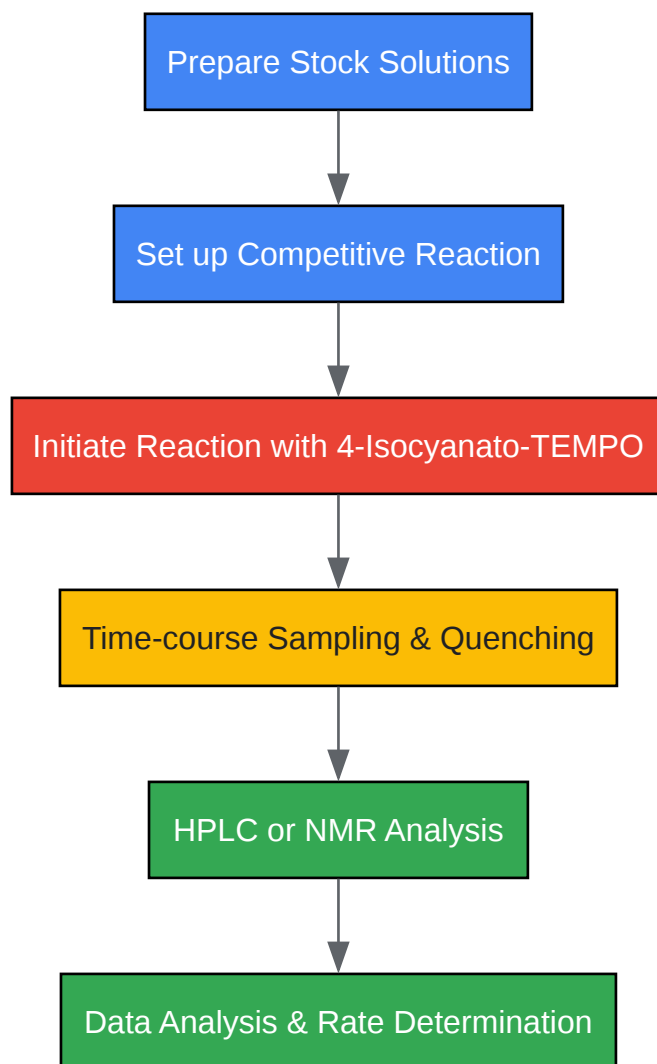 Prepare Stock Solutions
Set up Competitive Reaction
Initiate Reaction with 4-Isocyanato-TEMPO
Time-course Sampling & Quenching
HPLC or NMR Analysis
Data Analysis & Rate Determination